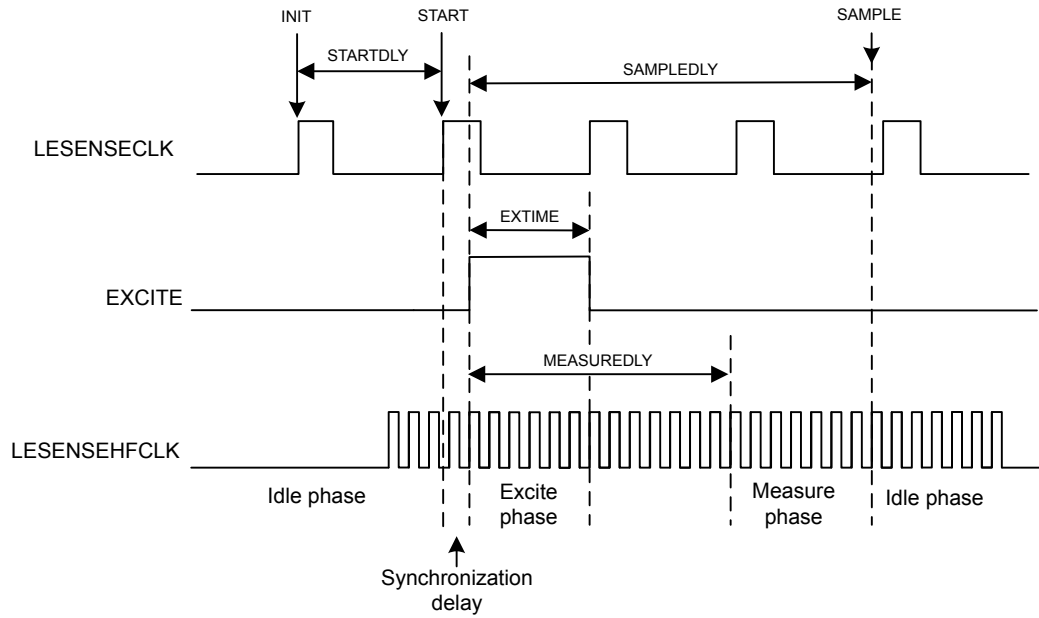 INIT
START
SAMPLE
STARTDLY
SAMPLEDLY
LESENSECLK
EXTIME
EXCITE
MEASUREDLY
LESENSEHFCLK
Idle phase
Excite
phase
Measure
phase
Idle phase
Synchronization
delay